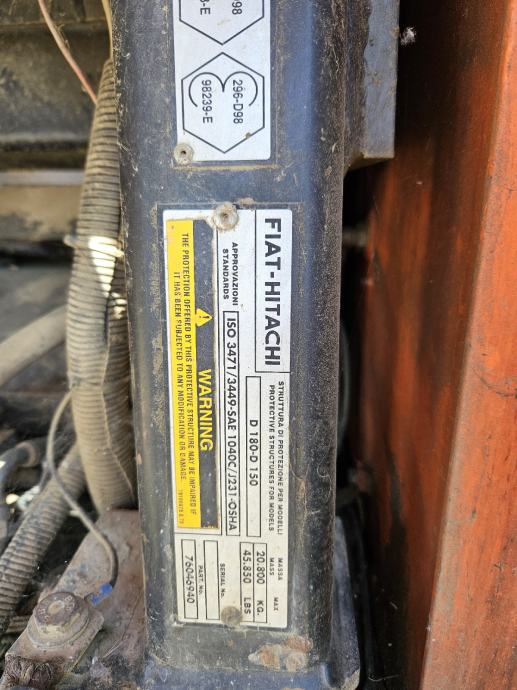 296-D98
98239-E
FIAT-HITACHI
STRUTTURA DI PROTEZIONE PER MODELLI
PROTECTIVE STRUCTURES FOR MODELS
D 180-D 150
APPROVAZIONI
STANDARDS
ISO 3471/3449-SAE 1040C/J231-OSHA
MASSA
MASS
MAX
20.800 KG.
45.850 LBS
SERIAL No.
PART. No.
76046940
WARNING
THE PROTECTION OFFERED BY THIS PROTECTIVE STRUCTURE MAY BE IMPAIRED IF
IT HAS BEEN SUBJECTED TO ANY MODIFICATION OR DAMAGE.